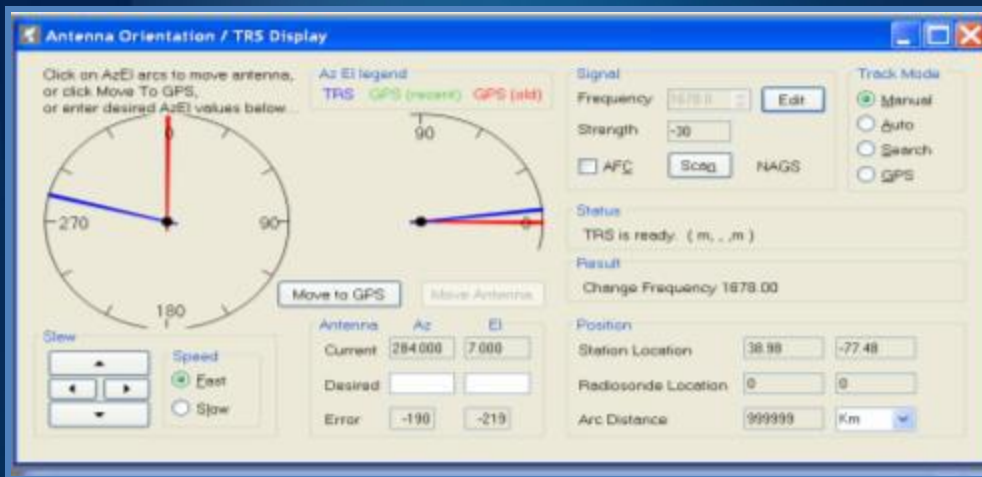 Antenna Orientation / TRS Display
Click on AzEl arcs to move antenna,
or click Move To GPS,
or enter desired AzEl values below...
0
270
90
180
Az El legend
TRS GPS (recent) GPS (old)
90
0
Move to GPS Move Antenna
Slew
Speed
Fast
Slow
Antenna Az El
Current 284.000 7.000
Desired
Error -190 -219
Signal
Frequency 1678.0 Edit
Strength -30
AFC Scan NAGS
Track Mode
Manual
Auto
Search
GPS
Status
TRS is ready. ( m, , ,m )
Result
Change Frequency 1678.00
Position
Station Location 38.98 -77.48
Radiosonde Location 0 0
Arc Distance 999999 Km